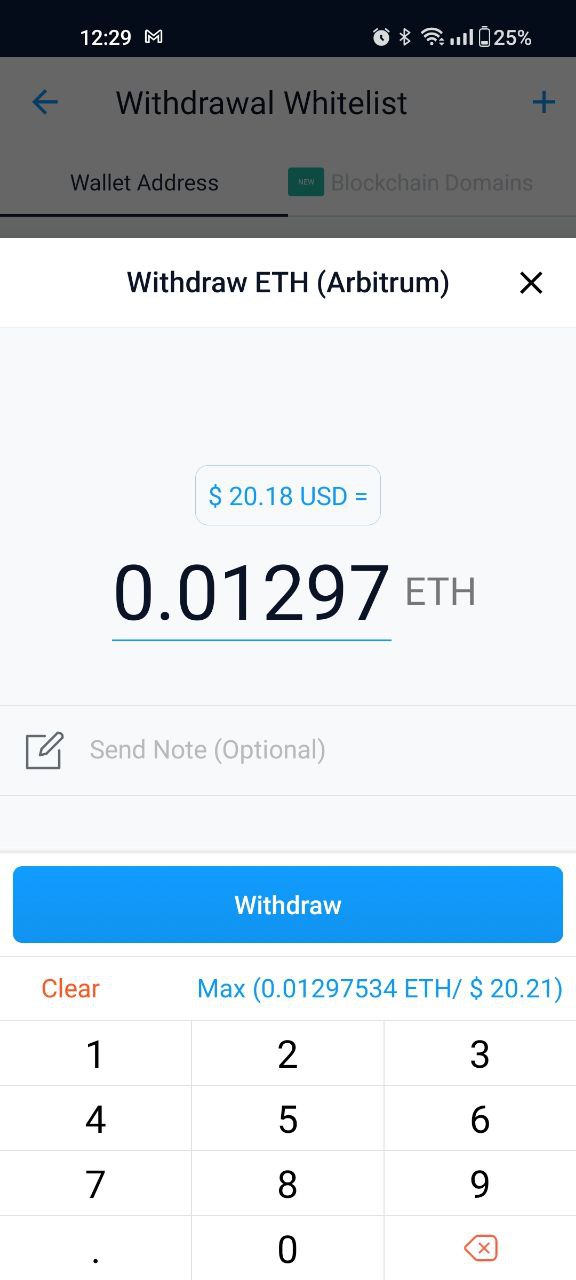 12:29 25%
Withdrawal Whitelist
Wallet Address NEW Blockchain Domains
Withdraw ETH (Arbitrum)
$ 20.18 USD =
0.01297 ETH
Send Note (Optional)
Withdraw
Clear Max (0.01297534 ETH/ $ 20.21)
1 2 3
4 5 6
7 8 9
. 0